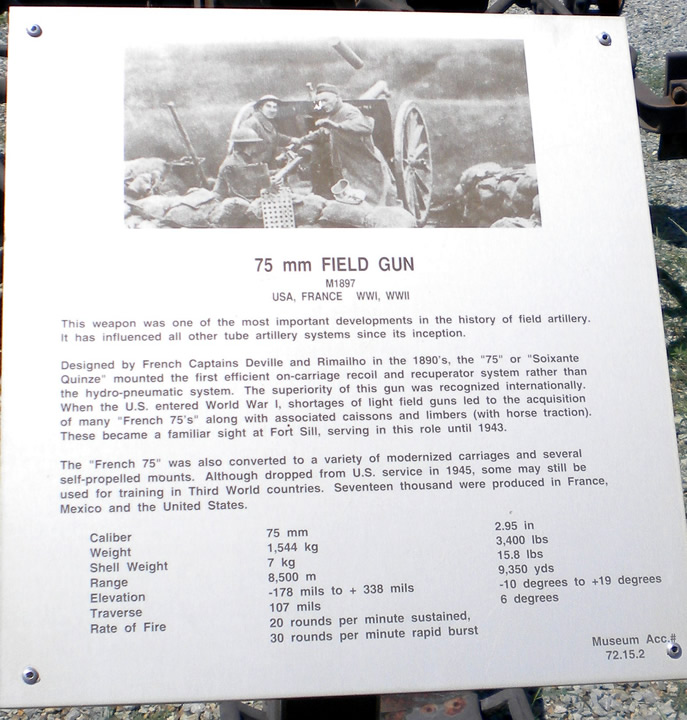 75 mm FIELD GUN
M1897
USA, FRANCE WWI, WWII
This weapon was one of the most important developments in the history of field artillery.
It has influenced all other tube artillery systems since its inception.
Designed by French Captains Deville and Rimailho in the 1890's, the "75" or "Soixante
Quinze" mounted the first efficient on-carriage recoil and recuperator system rather than
the hydro-pneumatic system. The superiority of this gun was recognized internationally.
When the U.S. entered World War I, shortages of light field guns led to the acquisition
of many "French 75's" along with associated caissons and limbers (with horse traction).
These became a familiar sight at Fort Sill, serving in this role until 1943.
The "French 75" was also converted to a variety of modernized carriages and several
self-propelled mounts. Although dropped from U.S. service in 1945, some may still be
used for training in Third World countries. Seventeen thousand were produced in France,
Mexico and the United States.
Caliber 75 mm 2.95 in
Weight 1,544 kg 3,400 lbs
Shell Weight 7 kg 15.8 lbs
Range 8,500 m 9,350 yds
Elevation -178 mils to + 338 mils -10 degrees to +19 degrees
Traverse 107 mils 6 degrees
Rate of Fire 20 rounds per minute sustained,
30 rounds per minute rapid burst
Museum Acc.#
72.15.2